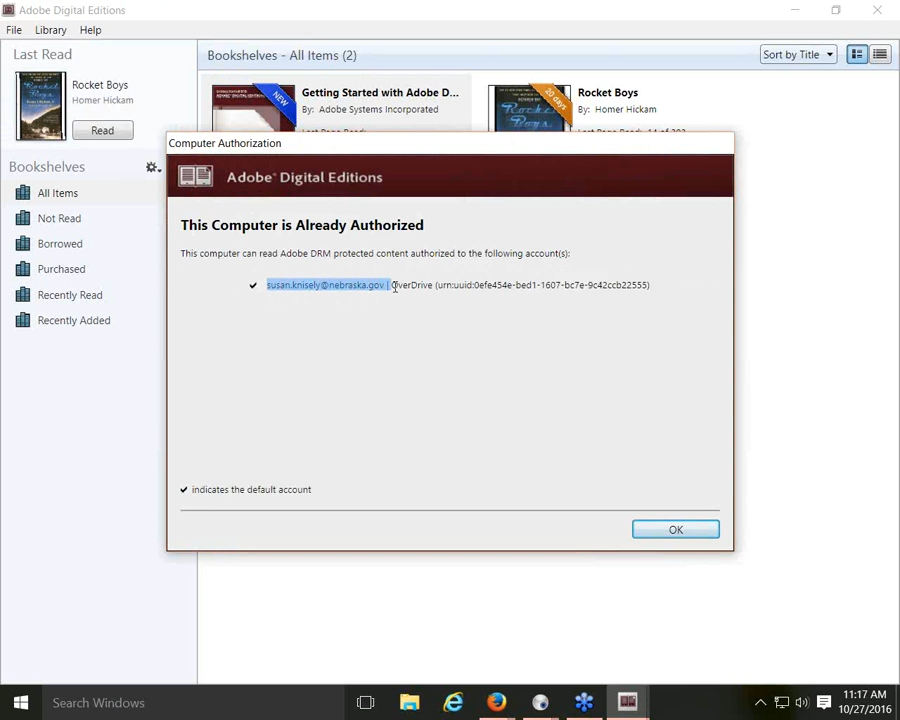 Adobe Digital Editions
File Library Help
Last Read
Rocket Boys
Homer Hickam
Read
Bookshelves
All Items
Not Read
Borrowed
Purchased
Recently Read
Recently Added
Bookshelves - All Items (2)
Sort by Title
NEW
Getting Started with Adobe D...
By: Adobe Systems Incorporated
20 days
Rocket Boys
By: Homer Hickam
Computer Authorization
Adobe® Digital Editions
This Computer is Already Authorized
This computer can read Adobe DRM protected content authorized to the following account(s):
✔ susan.knisely@nebraska.gov | OverDrive (urn:uuid:0efe454e-bed1-1607-bc7e-9c42ccb22555)
✔ indicates the default account
OK
Search Windows
11:17 AM
10/27/2016